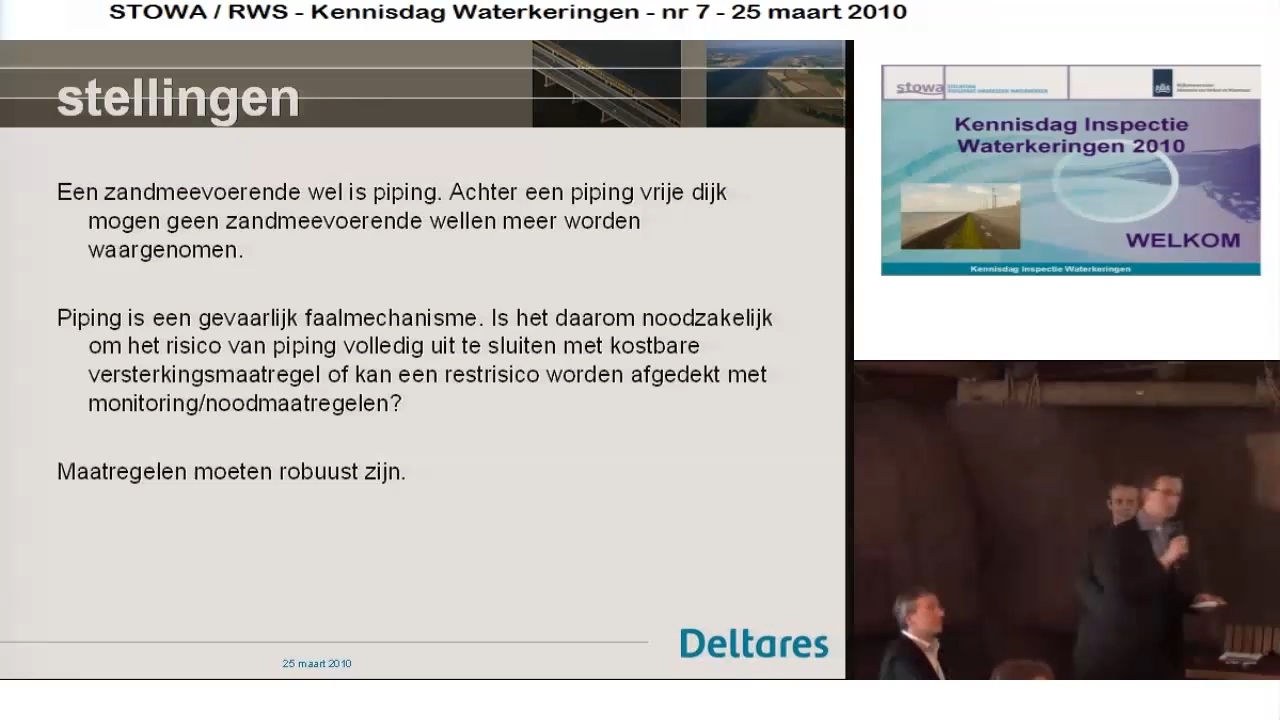 STOWA / RWS - Kennisdag Waterkeringen - nr 7 - 25 maart 2010
stellingen
Een zandmeevoerende wel is piping. Achter een piping vrije dijk
mogen geen zandmeevoerende wellen meer worden
waargenomen.
Piping is een gevaarlijk faalmechanisme. Is het daarom noodzakelijk
om het risico van piping volledig uit te sluiten met kostbare
versterkingsmaatregel of kan een restrisico worden afgedekt met
monitoring/noodmaatregelen?
Maatregelen moeten robuust zijn.
25 maart 2010
Deltares
stowa
Kennisdag Inspectie
Waterkeringen 2010
WELKOM
Kennisdag Inspectie Waterkeringen